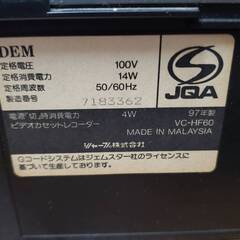 DEM
定格電圧 100V
定格消費電力 14W
定格周波数 50/60Hz
製造番号 7183362
JQA
電源「切」時消費電力 4W 97年製
ビデオカセットレコーダー VC-HF60
MADE IN MALAYSIA
シャープ株式会社
Gコードシステムはジェムスター社のライセンスに
基づいて生産しております。